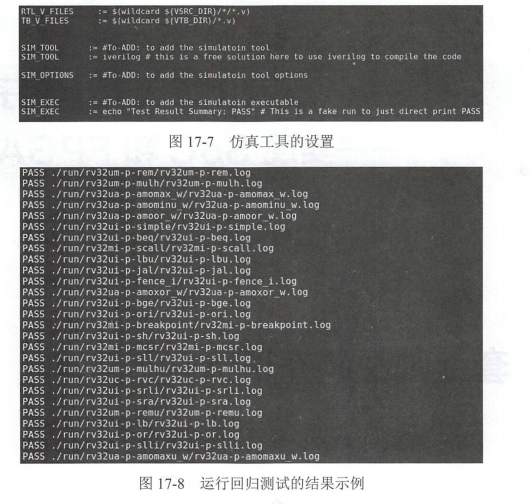 RTL_V_FILES := $(wildcard ${VSRC_DIR}/*/*.v)
TB_V_FILES := $(wildcard ${VTB_DIR}/*.v)
SIM_TOOL := #To-ADD: to add the simulatoin tool
SIM_TOOL := iverilog # this is a free solution here to use iverilog to compile the code
SIM_OPTIONS := #To-ADD: to add the simulatoin tool options
SIM_EXEC := #To-ADD: to add the simulatoin executable
SIM_EXEC := echo "Test Result Summary: PASS" # This is a fake run to just direct print PASS
图 17-7 仿真工具的设置
PASS ./run/rv32um-p-rem/rv32um-p-rem.log
PASS ./run/rv32um-p-mulh/rv32um-p-mulh.log
PASS ./run/rv32ua-p-amomax_w/rv32ua-p-amomax_w.log
PASS ./run/rv32ua-p-amominu_w/rv32ua-p-amominu_w.log
PASS ./run/rv32ua-p-amoor_w/rv32ua-p-amoor_w.log
PASS ./run/rv32ui-p-simple/rv32ui-p-simple.log
PASS ./run/rv32ui-p-beq/rv32ui-p-beq.log
PASS ./run/rv32mi-p-scall/rv32mi-p-scall.log
PASS ./run/rv32ui-p-lbu/rv32ui-p-lbu.log
PASS ./run/rv32ui-p-jal/rv32ui-p-jal.log
PASS ./run/rv32ui-p-fence_i/rv32ui-p-fence_i.log
PASS ./run/rv32ua-p-amoxor_w/rv32ua-p-amoxor_w.log
PASS ./run/rv32ui-p-bge/rv32ui-p-bge.log
PASS ./run/rv32ui-p-ori/rv32ui-p-ori.log
PASS ./run/rv32mi-p-breakpoint/rv32mi-p-breakpoint.log
PASS ./run/rv32ui-p-sh/rv32ui-p-sh.log
PASS ./run/rv32mi-p-mcsr/rv32mi-p-mcsr.log
PASS ./run/rv32ui-p-sll/rv32ui-p-sll.log
PASS ./run/rv32um-p-mulhu/rv32um-p-mulhu.log
PASS ./run/rv32uc-p-rvc/rv32uc-p-rvc.log
PASS ./run/rv32ui-p-srli/rv32ui-p-srli.log
PASS ./run/rv32ui-p-sra/rv32ui-p-sra.log
PASS ./run/rv32um-p-remu/rv32um-p-remu.log
PASS ./run/rv32ui-p-lb/rv32ui-p-lb.log
PASS ./run/rv32ui-p-or/rv32ui-p-or.log
PASS ./run/rv32ui-p-slli/rv32ui-p-slli.log
PASS ./run/rv32ua-p-amomaxu_w/rv32ua-p-amomaxu_w.log
图 17-8 运行回归测试的结果示例